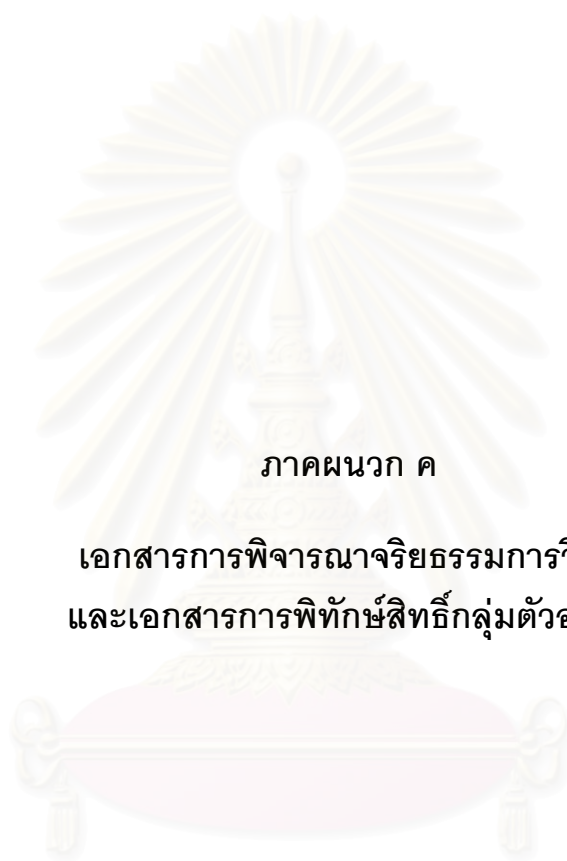 ภาคผนวก ค
เอกสารการพิจารณาจริยธรรมการ
และเอกสารการพิทักษ์สิทธิ์กลุ่ม